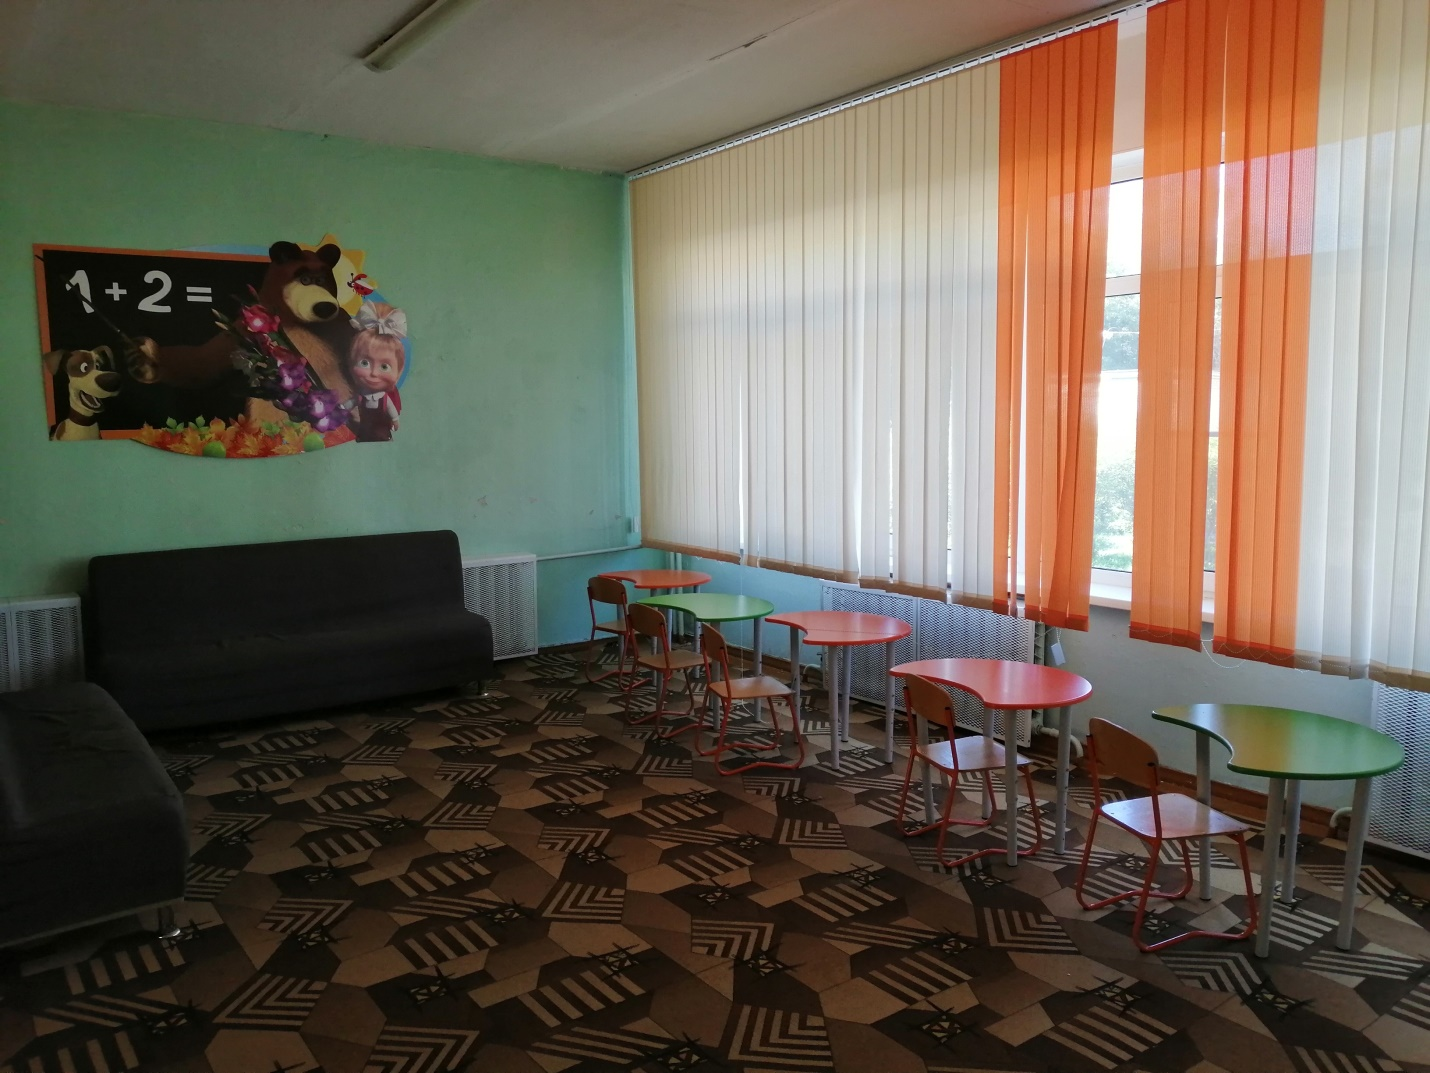 1 + 2 =